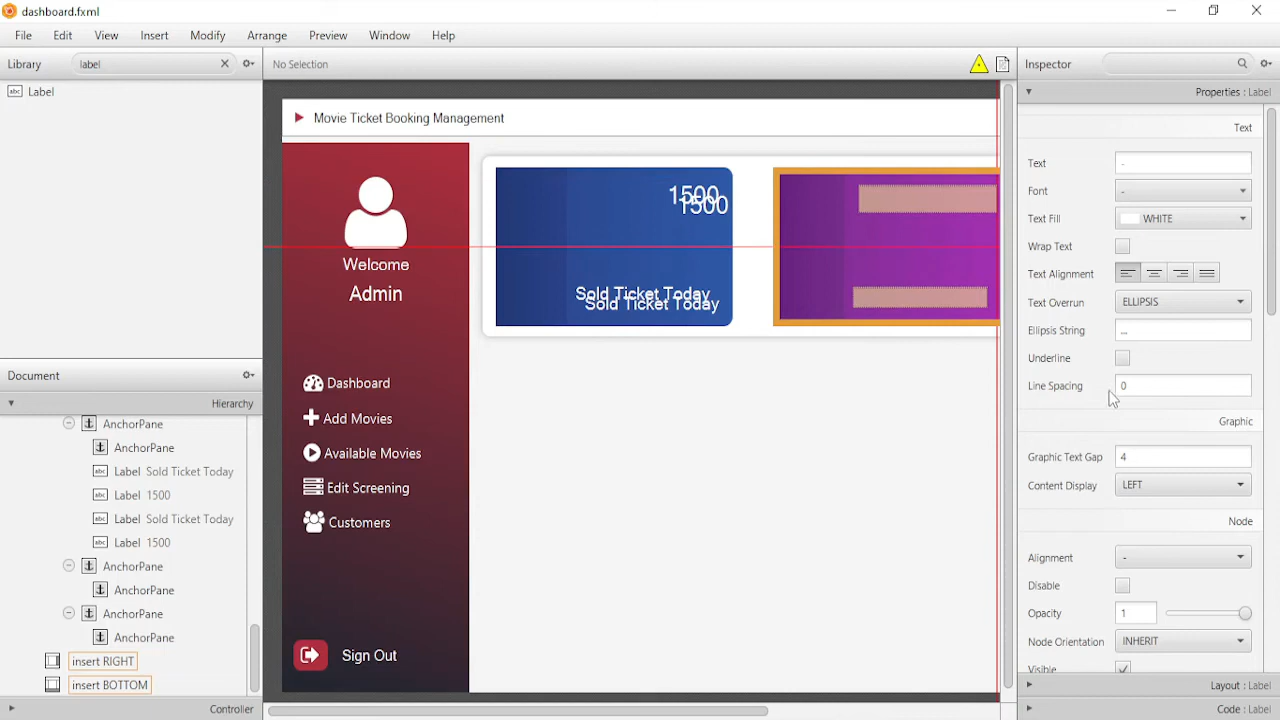 dashboard.fxml
File Edit View Insert Modify Arrange Preview Window Help
Library label
Label
Document
Hierarchy
AnchorPane
AnchorPane
Label Sold Ticket Today
Label 1500
Label Sold Ticket Today
Label 1500
AnchorPane
AnchorPane
AnchorPane
AnchorPane
insert RIGHT
insert BOTTOM
Controller
No Selection
Movie Ticket Booking Management
Welcome
Admin
Dashboard
Add Movies
Available Movies
Edit Screening
Customers
Sign Out
1500
1500
Sold Ticket Today
Sold Ticket Today
Inspector
Properties : Label
Text
Text -
Font -
Text Fill WHITE
Wrap Text
Text Alignment
Text Overrun ELLIPSIS
Ellipsis String ...
Underline
Line Spacing 0
Graphic
Graphic Text Gap 4
Content Display LEFT
Node
Alignment -
Disable
Opacity 1
Node Orientation INHERIT
Visible
Layout : Label
Code : Label